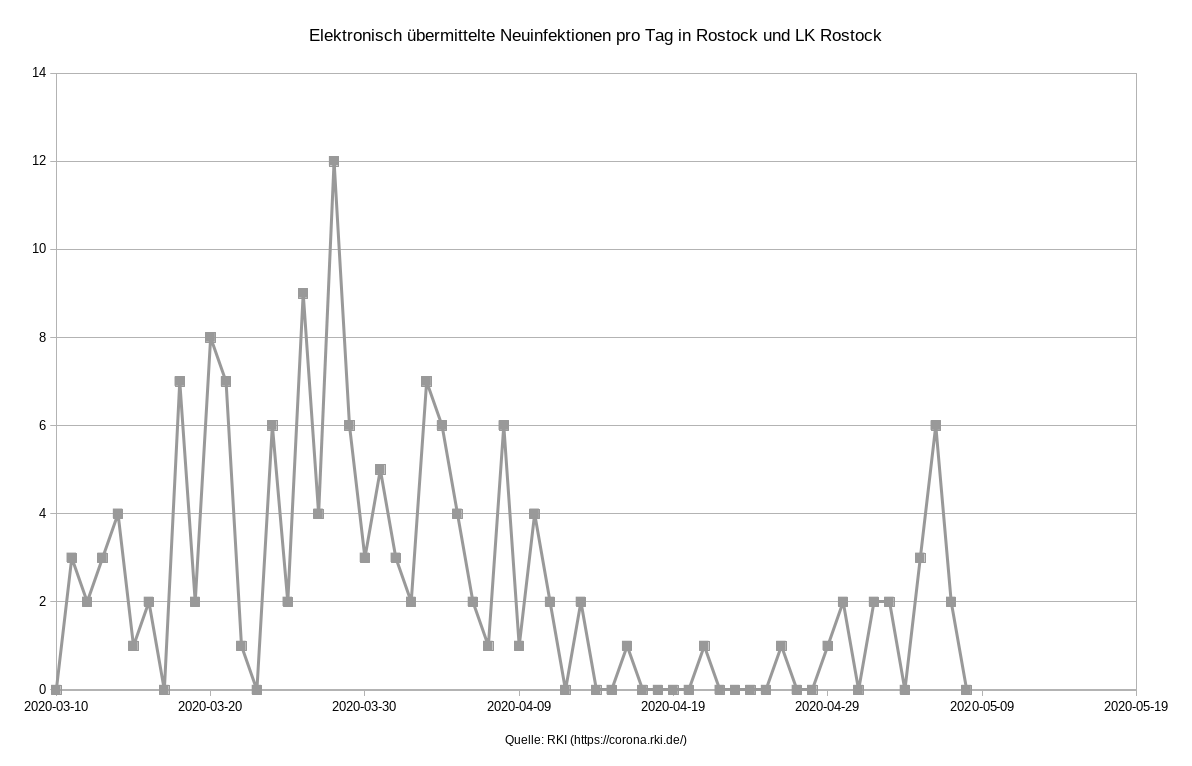 Elektronisch übermittelte Neuinfektionen pro Tag in Rostock und LK Rostock
14
12
10
8
6
4
2
0
2020-03-10 2020-03-20 2020-03-30 2020-04-09 2020-04-19 2020-04-29 2020-05-09 2020-05-19
Quelle: RKI (https://corona.rki.de/)